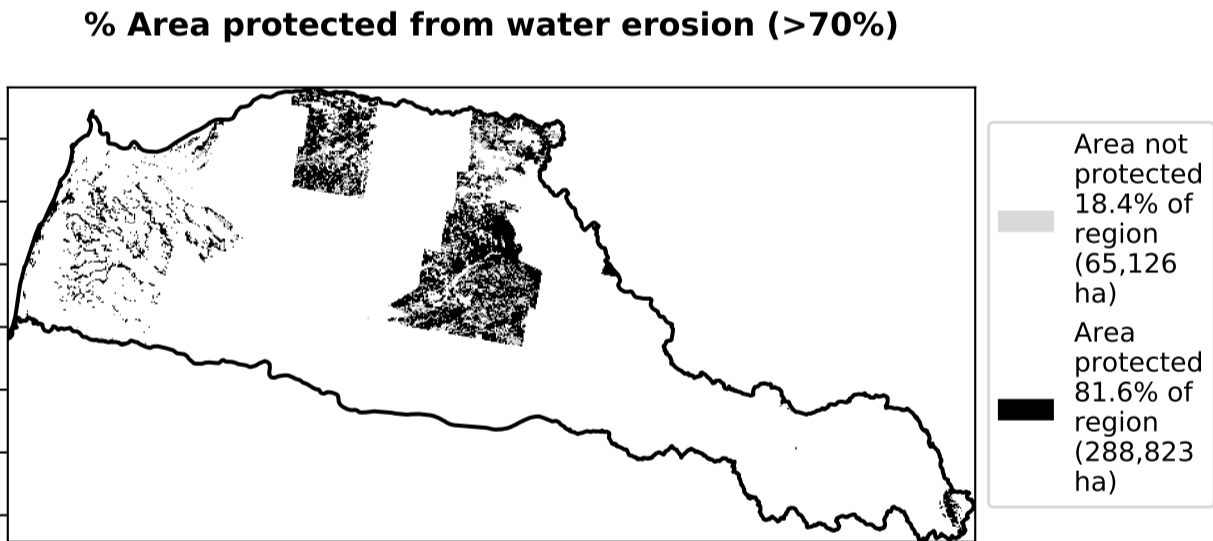 % Area protected from water erosion (>70%)
Area not
protected
18.4% of
region
(65,126
ha)
Area
protected
81.6% of
region
(288,823
ha)